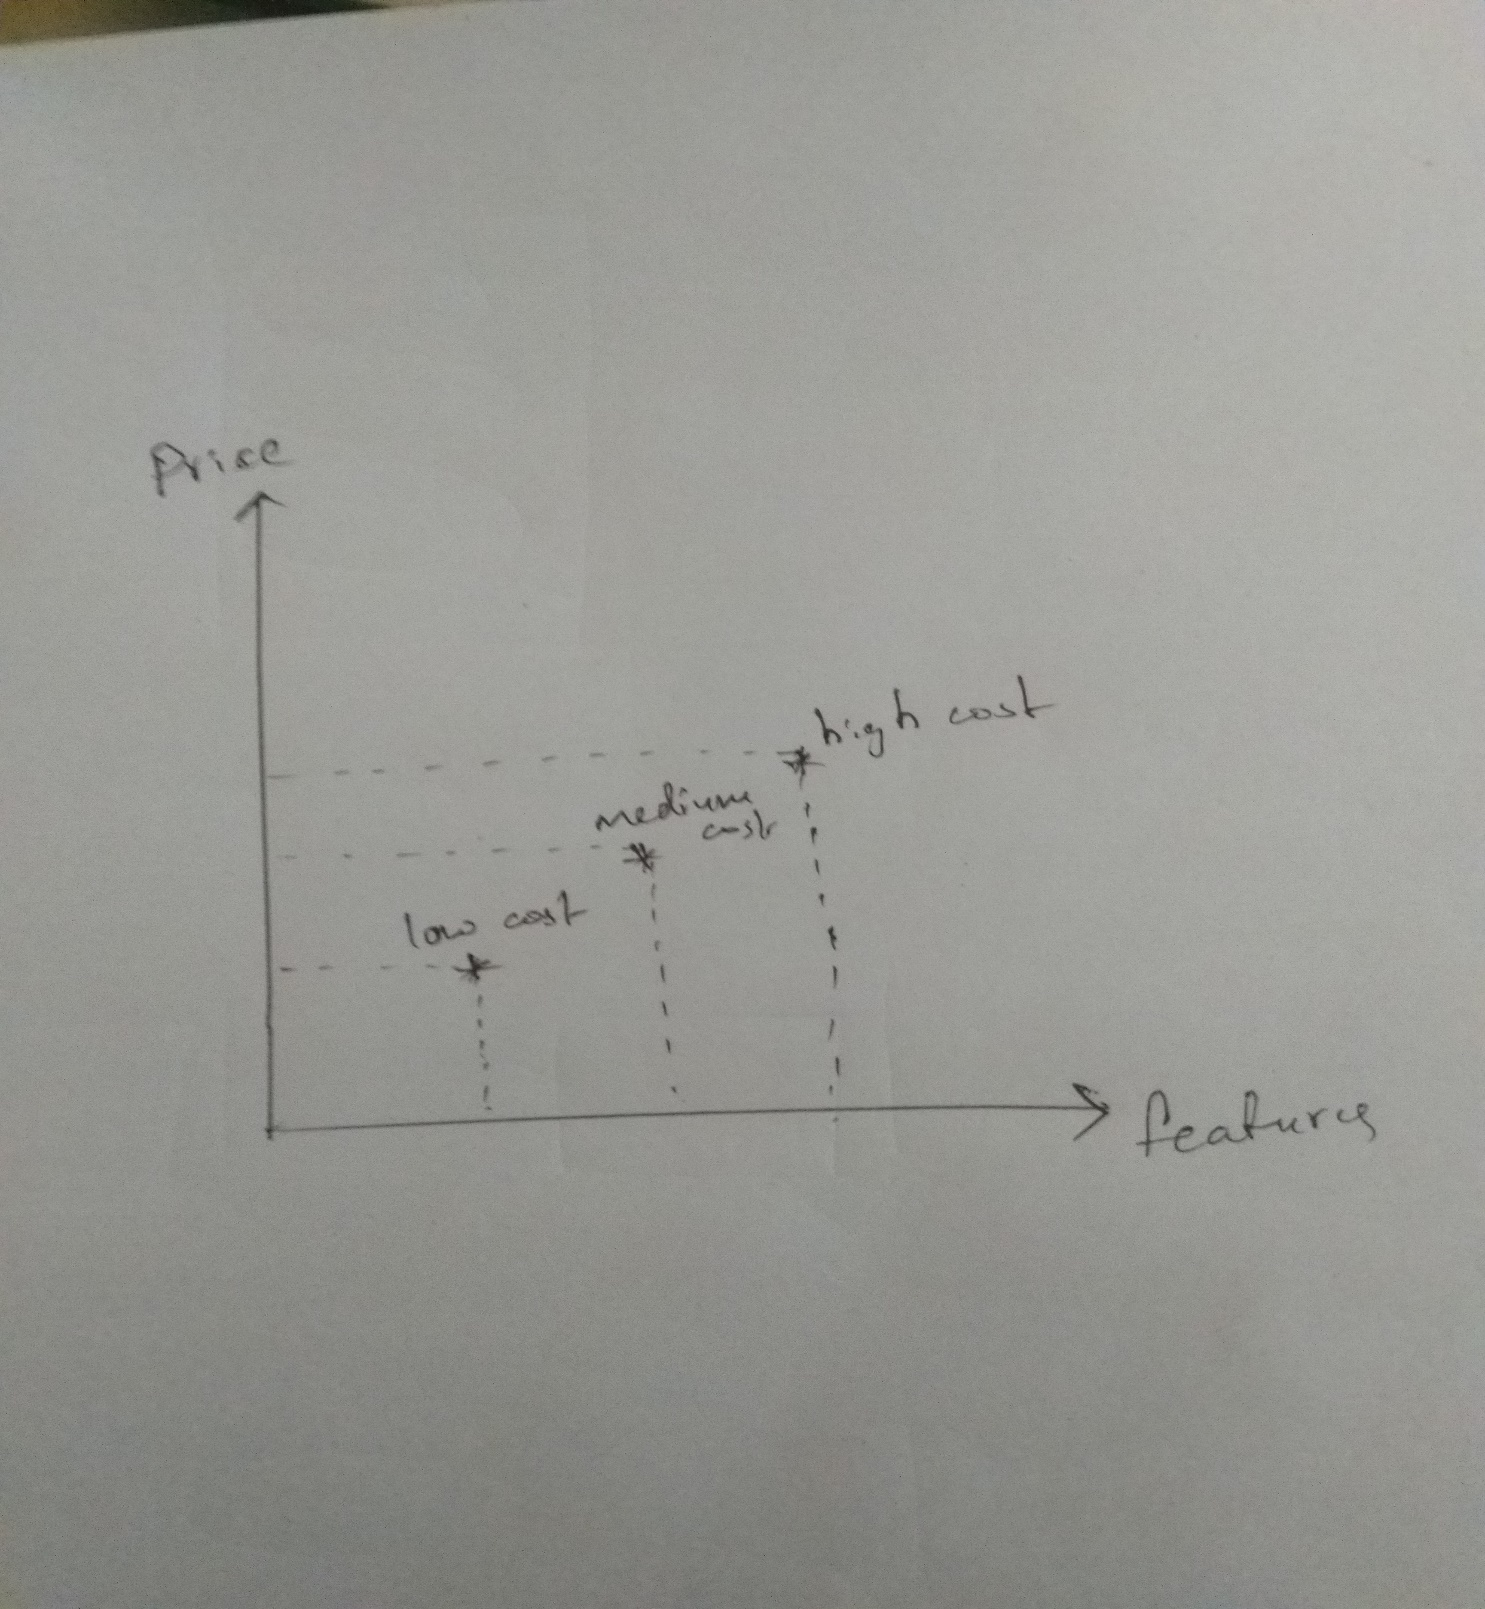 Price
high cost
medium
cost
low cost
features